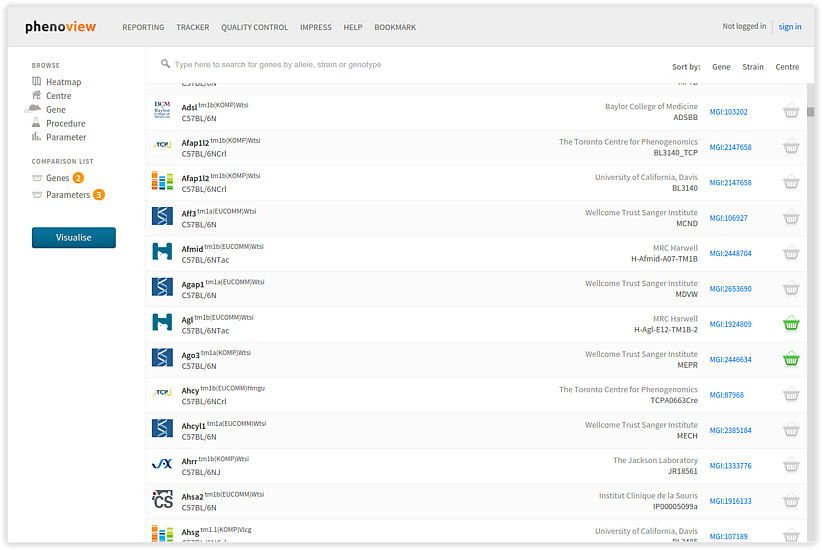 phenoview REPORTING TRACKER QUALITY CONTROL IMPRESS HELP BOOKMARK Not logged in sign in
BROWSE
Heatmap
Centre
Gene
Procedure
Parameter
COMPARISON LIST
Genes 2
Parameters 3
Visualise
Type here to search for genes by allele, strain or genotype Sort by: Gene Strain Centre
C57BL/6N
BCM Baylor College of Medicine Adsl tm1b(KOMP)Wtsi Baylor College of Medicine MGI:103202
C57BL/6N ADSBB
TCP Afap1l2 tm1b(KOMP)Wtsi The Toronto Centre for Phenogenomics MGI:2147658
C57BL/6NCrl BL3140_TCP
Afap1l2 tm1b(KOMP)Wtsi University of California, Davis MGI:2147658
C57BL/6NCrl BL3140
Aff3 tm1a(EUCOMM)Wtsi Wellcome Trust Sanger Institute MGI:106927
C57BL/6N MCND
Afmid tm1b(EUCOMM)Wtsi MRC Harwell MGI:2448704
C57BL/6NTac H-Afmid-A07-TM1B
Agap1 tm1a(EUCOMM)Wtsi Wellcome Trust Sanger Institute MGI:2653690
C57BL/6N MDVW
Agl tm1b(EUCOMM)Wtsi MRC Harwell MGI:1924809
C57BL/6NTac H-Agl-E12-TM1B-2
Ago3 tm1a(KOMP)Wtsi Wellcome Trust Sanger Institute MGI:2446634
C57BL/6N MEPR
TCP Ahcy tm1b(EUCOMM)Hmgu The Toronto Centre for Phenogenomics MGI:87968
C57BL/6NCrl TCPA0663Cre
Ahcyl1 tm1a(EUCOMM)Wtsi Wellcome Trust Sanger Institute MGI:2385184
C57BL/6N MECH
JAX Ahrr tm1b(KOMP)Wtsi The Jackson Laboratory MGI:1333776
C57BL/6NJ JR18561
ICS Ahsa2 tm1b(EUCOMM)Wtsi Institut Clinique de la Souris MGI:1916133
C57BL/6N IP00005099a
Ahsg tm1.1(KOMP)Vlcg University of California, Davis MGI:107189